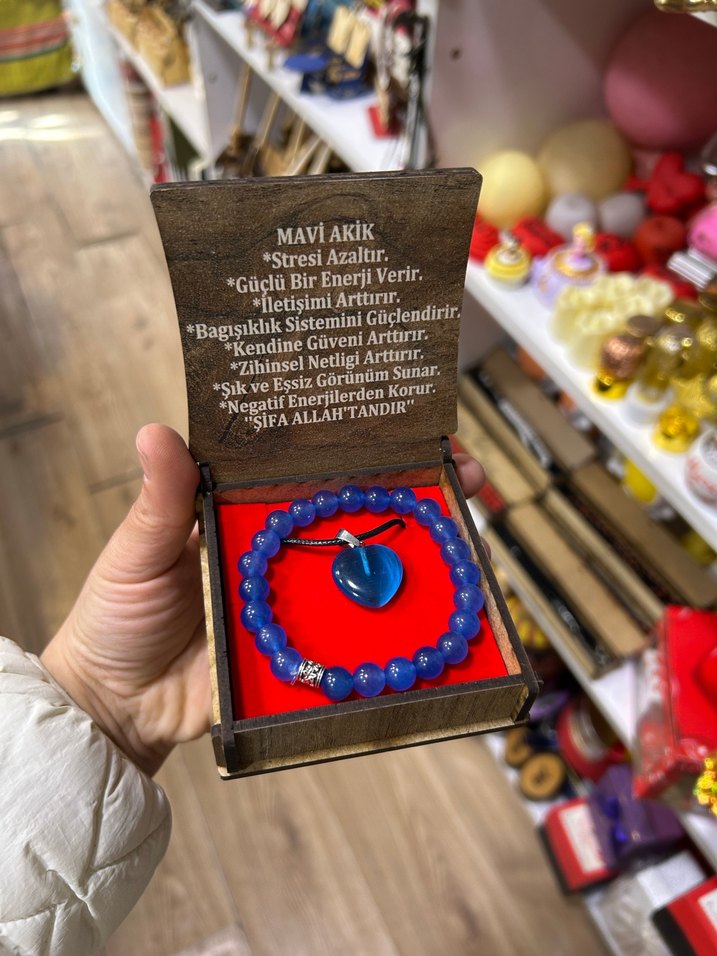 MAVİ AKİK
*Stresi Azaltır.
*Güçlü Bir Enerji Verir.
*İletişimi Arttırır.
*Bagışıklık Sistemini Güçlendirir.
*Kendine Güveni Arttırır.
*Zihinsel Netligi Arttırır.
*Şık ve Eşsiz Görünüm Sunar.
*Negatif Enerjilerden Korur.
"ŞİFA ALLAH'TANDIR"